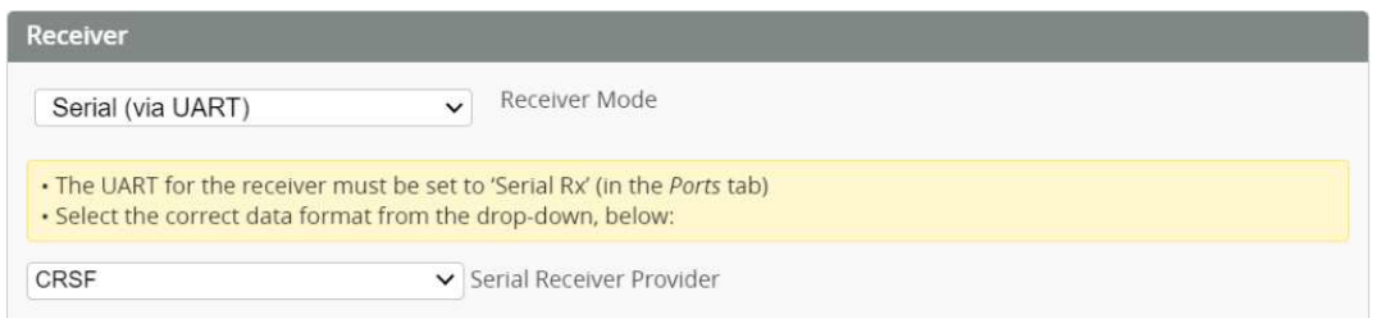 Receiver
Serial (via UART) Receiver Mode
• The UART for the receiver must be set to ‘Serial Rx’ (in the Ports tab)
• Select the correct data format from the drop-down, below:
CRSF Serial Receiver Provider